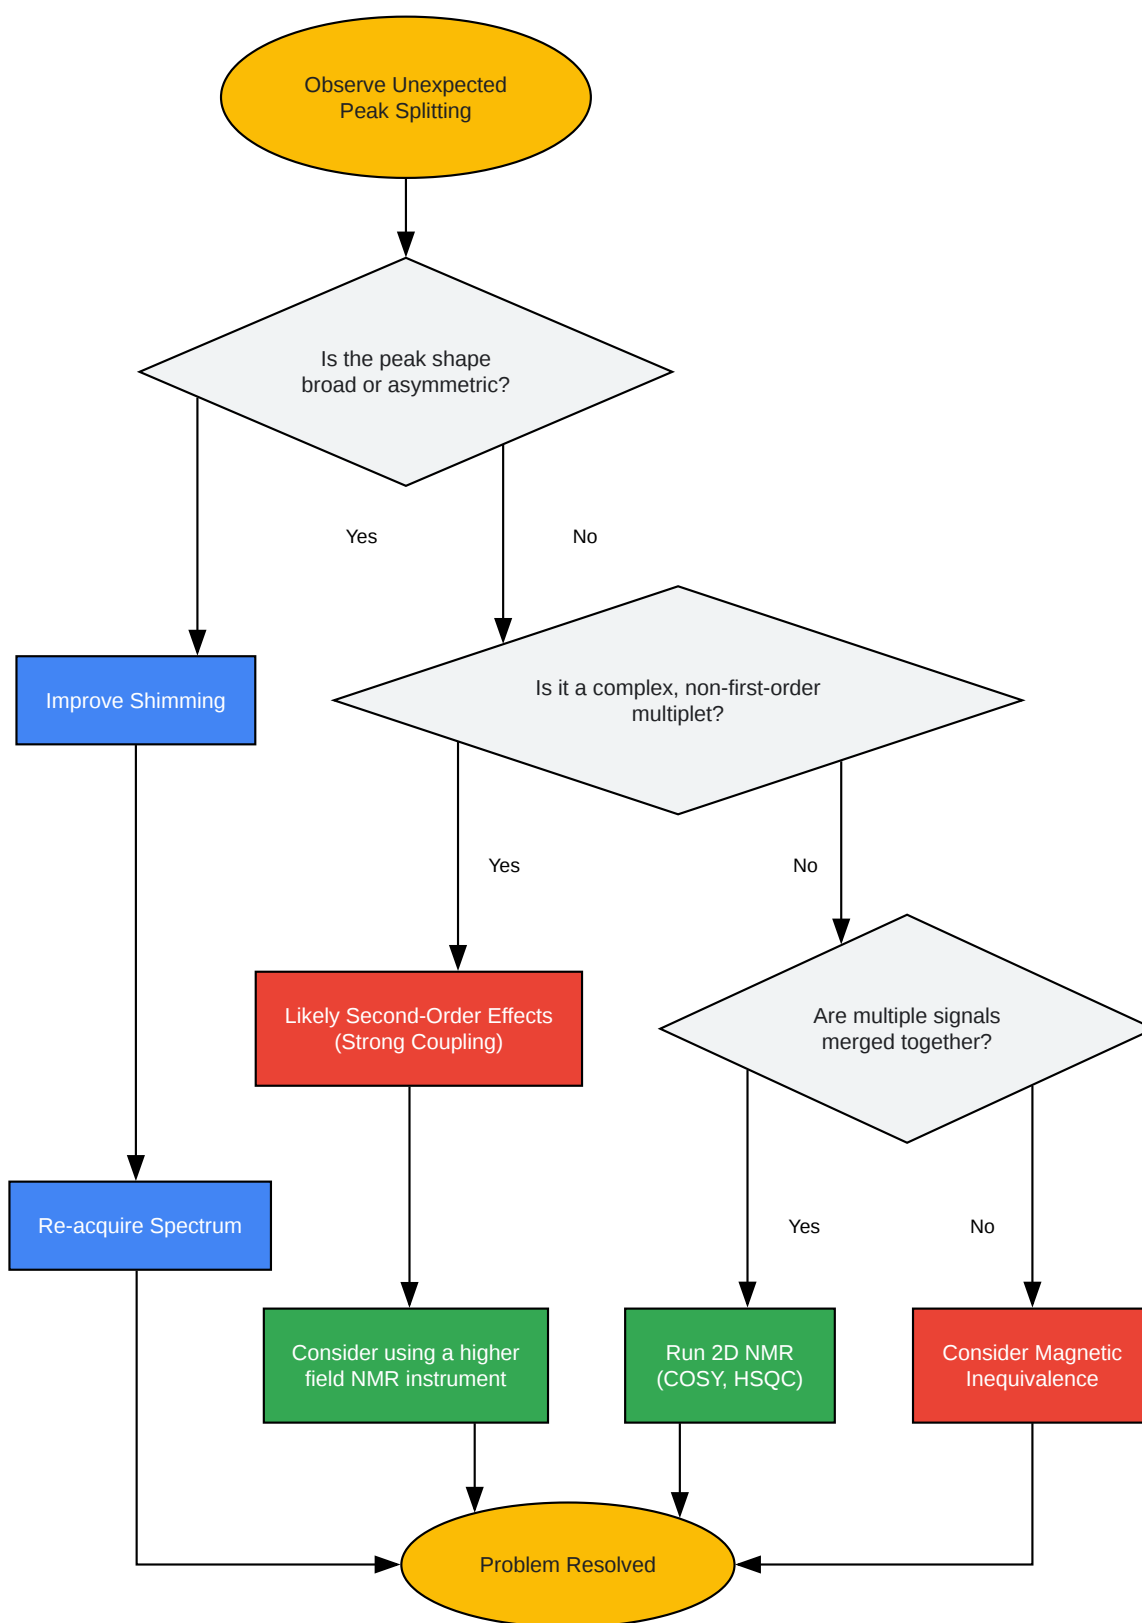 Observe Unexpected
Peak Splitting
Is the peak shape
broad or asymmetric?
Yes
No
Improve Shimming
Is it a complex, non-first-order
multiplet?
Yes
No
Likely Second-Order Effects
(Strong Coupling)
Are multiple signals
merged together?
Re-acquire Spectrum
Yes
No
Consider using a higher
field NMR instrument
Run 2D NMR
(COSY, HSQC)
Consider Magnetic
Inequivalence
Problem Resolved